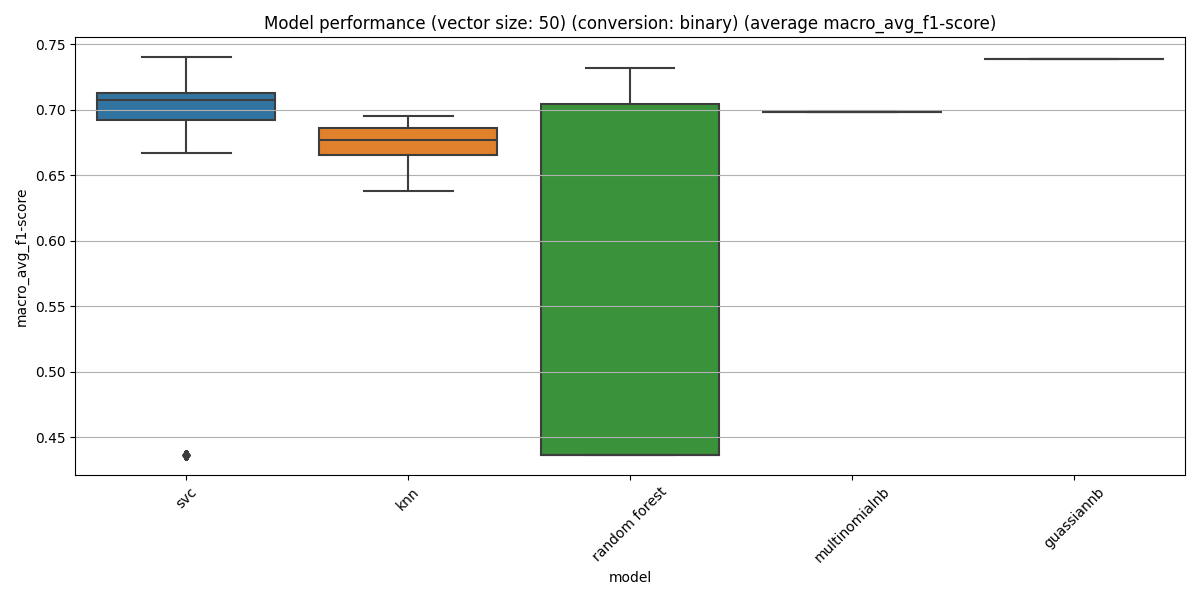 Model performance (vector size: 50) (conversion: binary) (average macro_avg_f1-score)
macro_avg_f1-score
0.75
0.70
0.65
0.60
0.55
0.50
0.45
svc
knn
random forest
multinomialnb
guassiannb
model